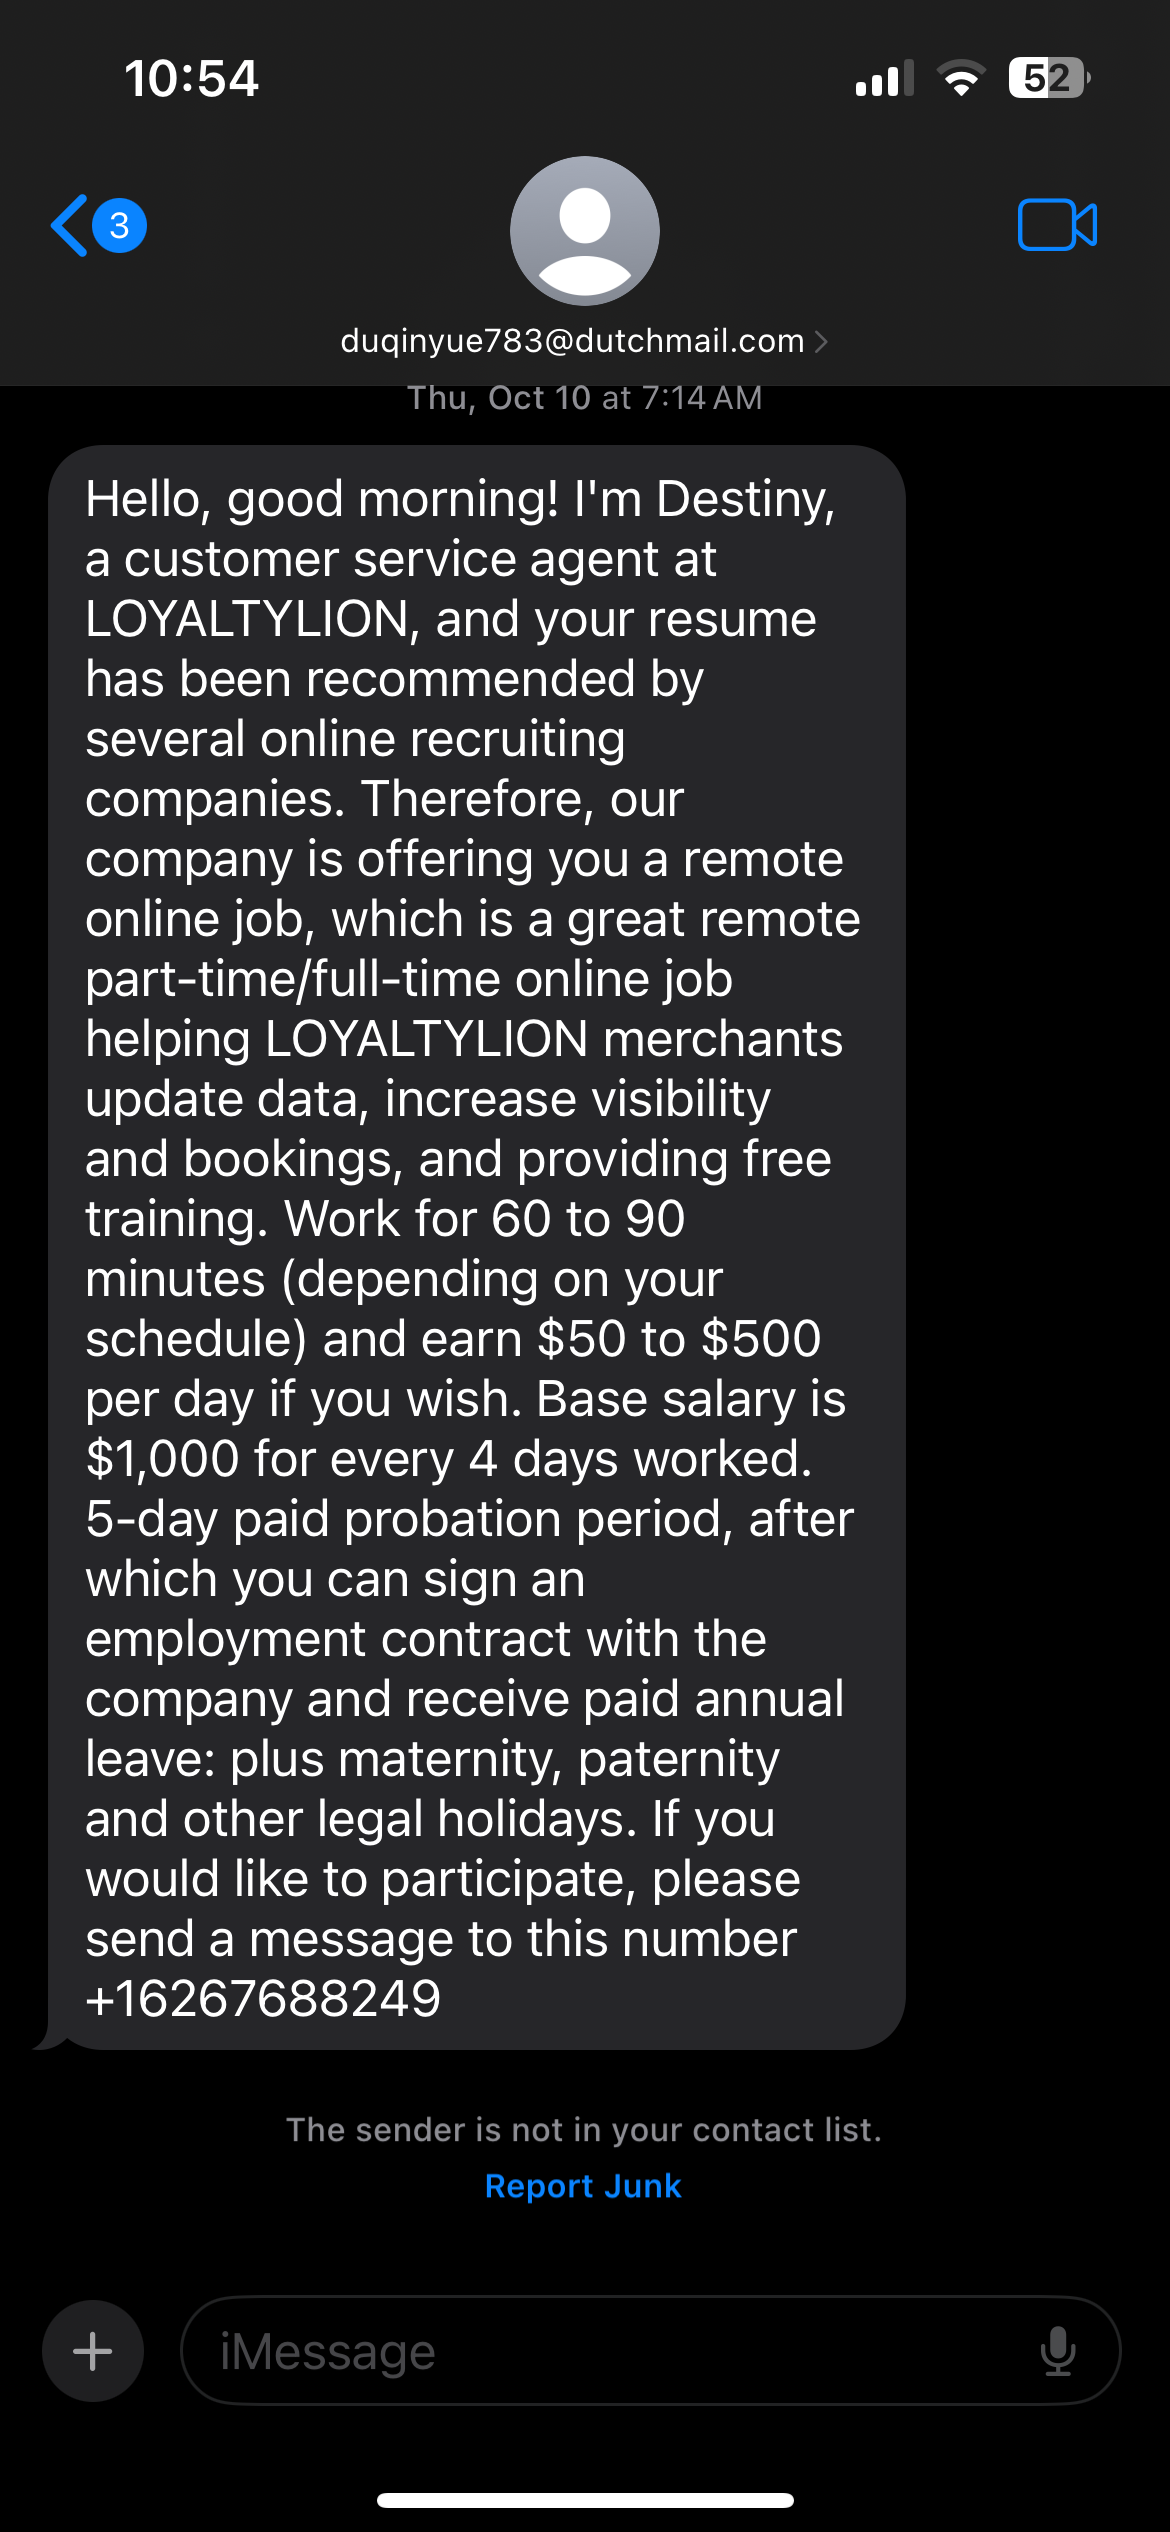 10:54
52
3
duqinyue783@dutchmail.com
Thu, Oct 10 at 7:14 AM
Hello, good morning! I'm Destiny,
a customer service agent at
LOYALTYLION, and your resume
has been recommended by
several online recruiting
companies. Therefore, our
company is offering you a remote
online job, which is a great remote
part-time/full-time online job
helping LOYALTYLION merchants
update data, increase visibility
and bookings, and providing free
training. Work for 60 to 90
minutes (depending on your
schedule) and earn $50 to $500
per day if you wish. Base salary is
$1,000 for every 4 days worked.
5-day paid probation period, after
which you can sign an
employment contract with the
company and receive paid annual
leave: plus maternity, paternity
and other legal holidays. If you
would like to participate, please
send a message to this number
+16267688249
The sender is not in your contact list.
Report Junk
iMessage